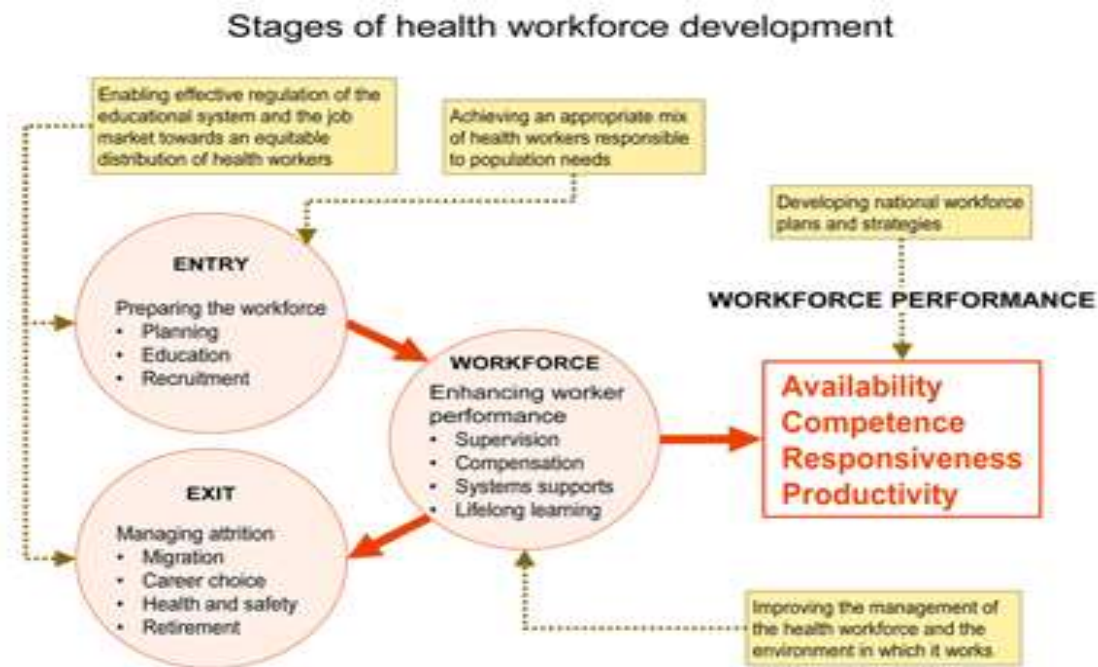 Stages of health workforce development
Enabling effective regulation of the
educational system and the job
market towards an equitable
distribution of health workers
Achieving an appropriate mix
of health workers responsible
to population needs
Developing national workforce
plans and strategies
ENTRY
Preparing the workforce
• Planning
• Education
• Recruitment
WORKFORCE
Enhancing worker
performance
• Supervision
• Compensation
• Systems supports
• Lifelong learning
WORKFORCE PERFORMANCE
Availability
Competence
Responsiveness
Productivity
EXIT
Managing attrition
• Migration
• Career choice
• Health and safety
• Retirement
Improving the management of
the health workforce and the
environment in which it works.